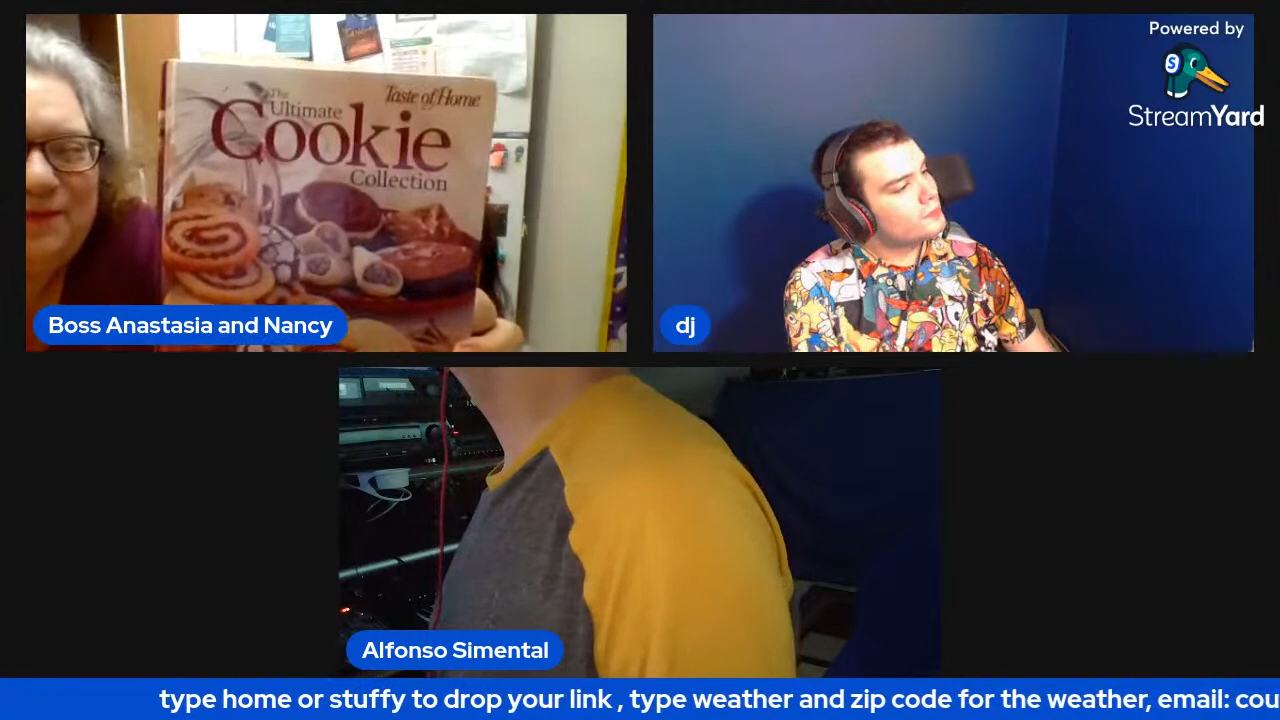 The
Ultimate
Taste of Home
Cookie
Collection
Boss Anastasia and Nancy
dj
Powered by
S
StreamYard
Alfonso Simental
type home or stuffy to drop your link , type weather and zip code for the weather, email: cou